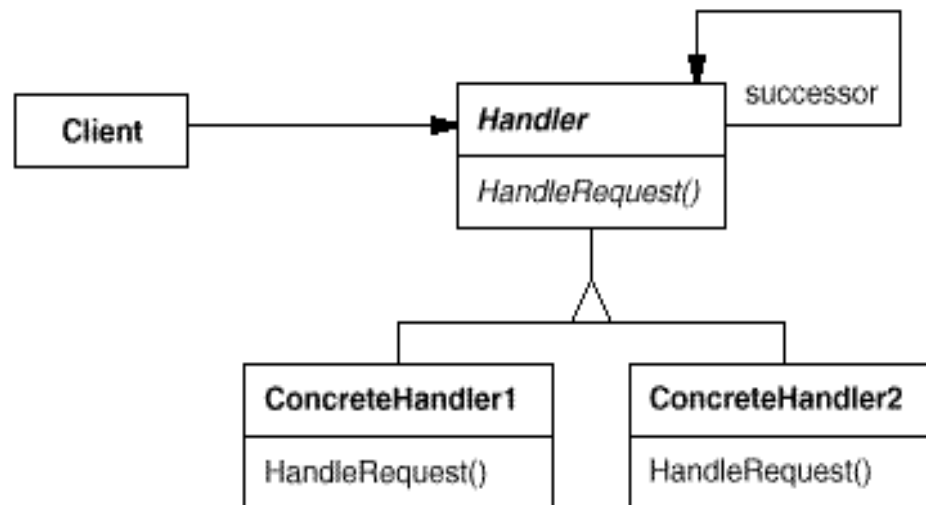 successor
Client
Handler
HandleRequest()
ConcreteHandler1
ConcreteHandler2
HandleRequest()
HandleRequest()